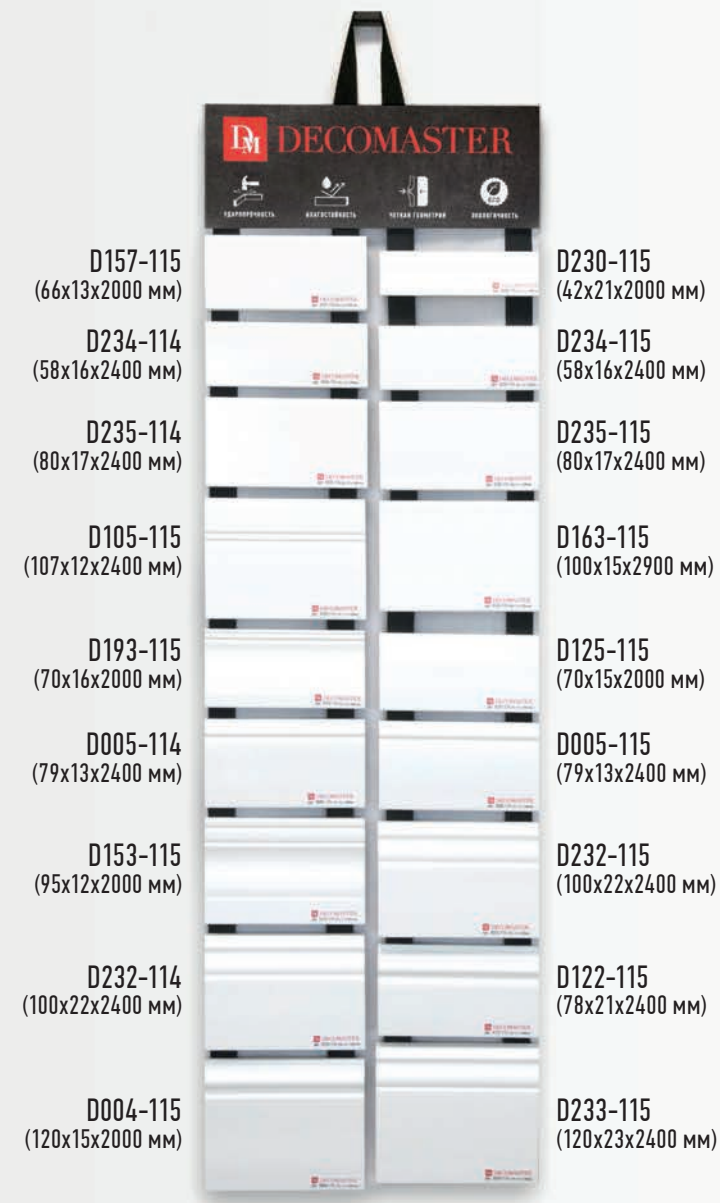 DM DECOMASTER
УДАРОПРОЧНОСТЬ ВЛАГОСТОЙКОСТЬ ЧЕТКАЯ ГЕОМЕТРИЯ ЭКОЛОГИЧНОСТЬ
ECO
D157-115
(66x13x2000 мм)
D234-114
(58x16x2400 мм)
D235-114
(80x17x2400 мм)
D105-115
(107x12x2400 мм)
D193-115
(70x16x2000 мм)
D005-114
(79x13x2400 мм)
D153-115
(95x12x2000 мм)
D232-114
(100x22x2400 мм)
D004-115
(120x15x2000 мм)
D230-115
(42x21x2000 мм)
D234-115
(58x16x2400 мм)
D235-115
(80x17x2400 мм)
D163-115
(100x15x2900 мм)
D125-115
(70x15x2000 мм)
D005-115
(79x13x2400 мм)
D232-115
(100x22x2400 мм)
D122-115
(78x21x2400 мм)
D233-115
(120x23x2400 мм)